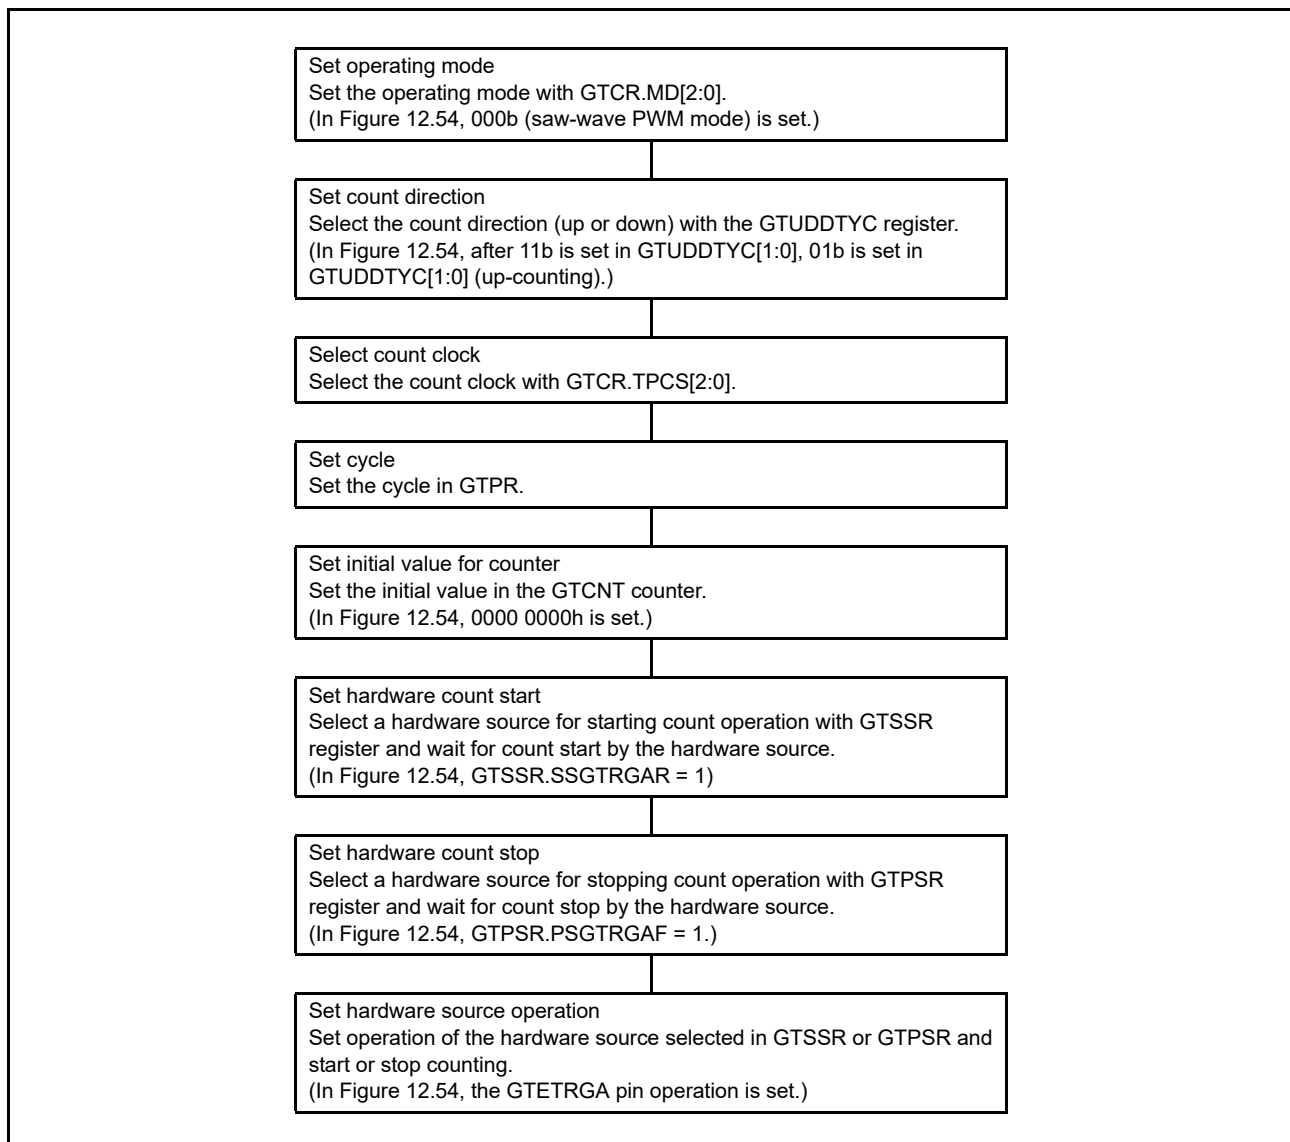 Set operating mode
Set the operating mode with GTCR.MD[2:0].
(In Figure 12.54, 000b (saw-wave PWM mode) is set.)
Set count direction
Select the count direction (up or down) with the GTUDDTYC register.
(In Figure 12.54, after 11b is set in GTUDDTYC[1:0], 01b is set in
GTUDDTYC[1:0] (up-counting).)
Select count clock
Select the count clock with GTCR.TPCS[2:0].
Set cycle
Set the cycle in GTPR.
Set initial value for counter
Set the initial value in the GTCNT counter.
(In Figure 12.54, 0000 0000h is set.)
Set hardware count start
Select a hardware source for starting count operation with GTSSR
register and wait for count start by the hardware source.
(In Figure 12.54, GTSSR.SSGTRGAR = 1)
Set hardware count stop
Select a hardware source for stopping count operation with GTPSR
register and wait for count stop by the hardware source.
(In Figure 12.54, GTPSR.PSGTRGAF = 1.)
Set hardware source operation
Set operation of the hardware source selected in GTSSR or GTPSR and
start or stop counting.
(In Figure 12.54, the GTETRGA pin operation is set.)